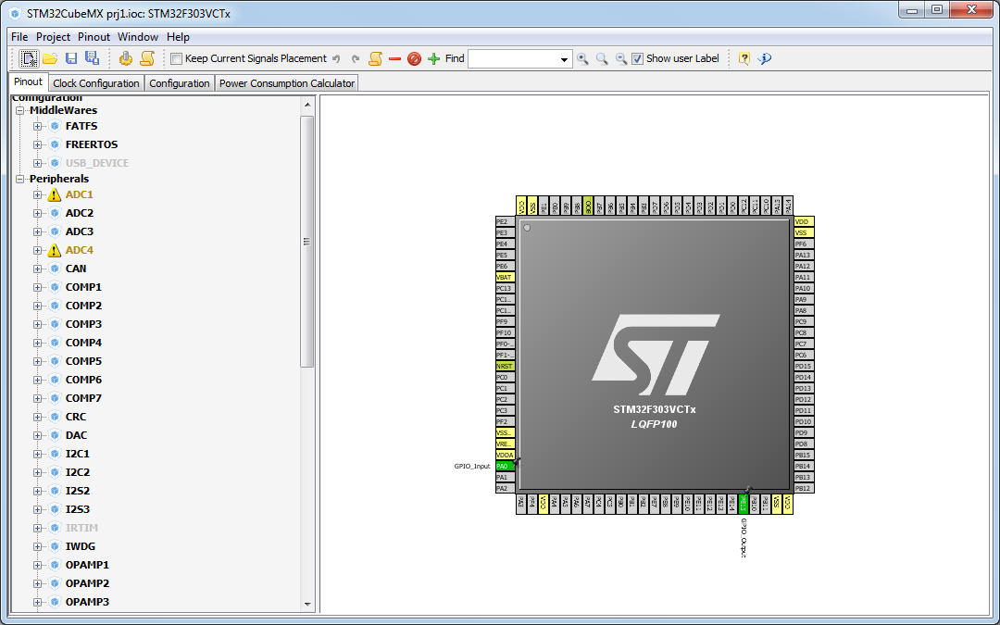 STM32CubeMX prj1.ioc: STM32F303VCTx
File Project Pinout Window Help
Keep Current Signals Placement Find Show user Label
Pinout Clock Configuration Configuration Power Consumption Calculator
Configuration
MiddleWares
FATFS
FREERTOS
USB_DEVICE
Peripherals
ADC1
ADC2
ADC3
ADC4
CAN
COMP1
COMP2
COMP3
COMP4
COMP5
COMP6
COMP7
CRC
DAC
I2C1
I2C2
I2S2
I2S3
IRTIM
IWDG
OPAMP1
OPAMP2
OPAMP3
VDD VSS PE1 PE0 PB9 PB8 BOO PB7 PB6 PB5 PB4 PB3 PD7 PD6 PD5 PD4 PD3 PD2 PD1 PD0 PC12 PC11 PC10 PA15 PA14
PE2
PE3
PE4
PE5
PE6
VBAT
PC13
PC1..
PC1..
PF9
PF10
PF0-..
PF1-..
NRST
PC0
PC1
PC2
PC3
PF2
VSS..
VRE..
VDDA
GPIO_Input PA0
PA1
PA2
ST
STM32F303VCTx
LQFP100
VDD
VSS
PF6
PA13
PA12
PA11
PA10
PA9
PA8
PC9
PC8
PC7
PC6
PD15
PD14
PD13
PD12
PD11
PD10
PD9
PD8
PB15
PB14
PB13
PB12
PA3 PF4 VDD PA4 PA5 PA6 PA7 PC4 PC5 PB0 PB1 PB2 PE7 PE8 PE9 PE10 PE11 PE12 PE13 PE14 PE15 PB10 PB11 VSS VDD
GPIO_Output